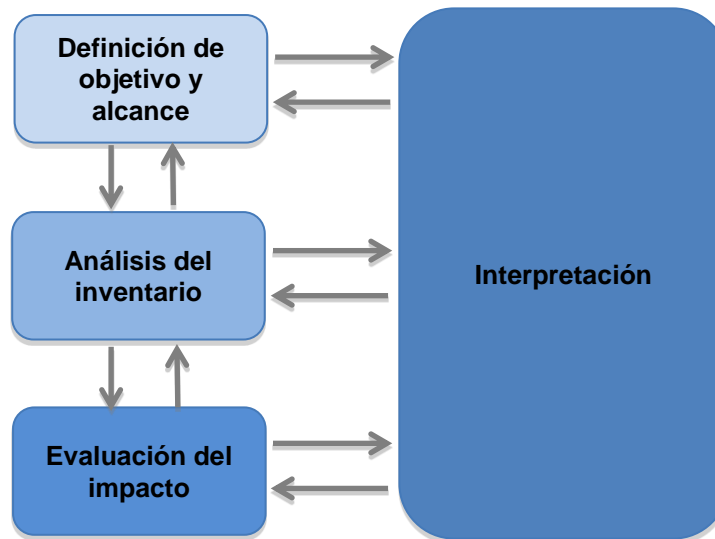 Definición de
objetivo y
alcance
Análisis del
inventario
Interpretación
Evaluación del
impacto